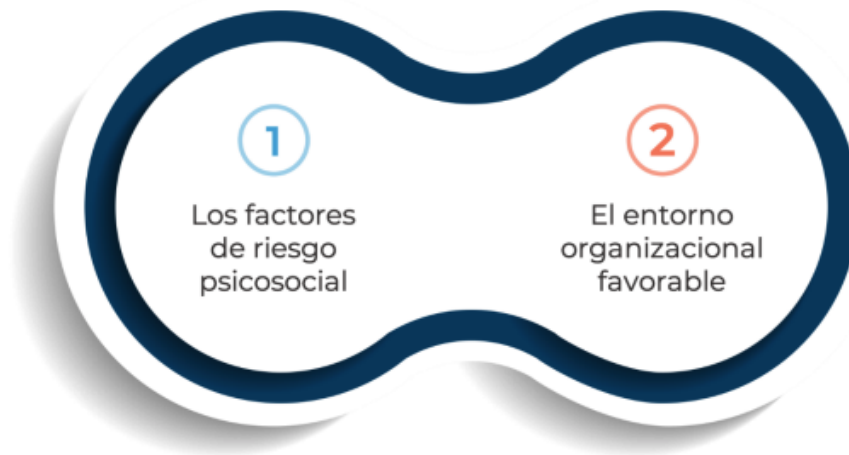 1
Los factores
de riesgo
psicosocial
2
El entorno
organizacional
favorable